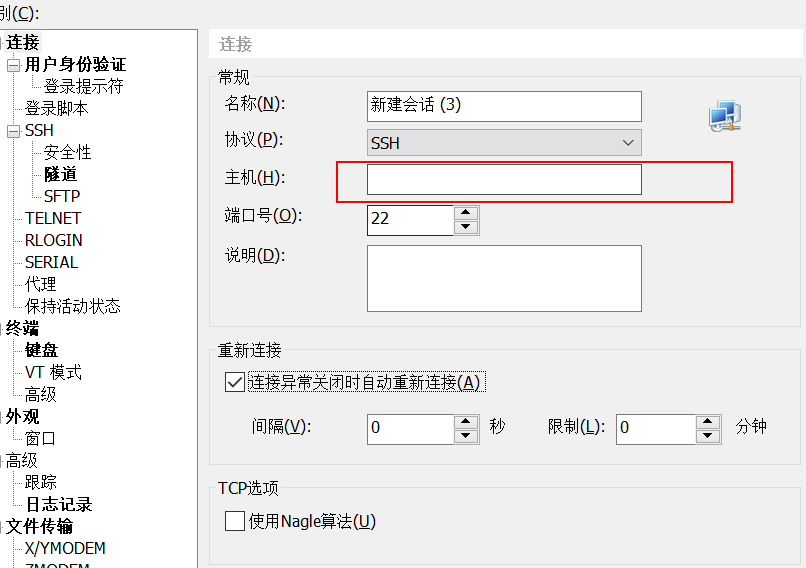 别(C):
连接
用户身份验证
登录提示符
登录脚本
SSH
安全性
隧道
SFTP
TELNET
RLOGIN
SERIAL
代理
保持活动状态
终端
键盘
VT 模式
高级
外观
窗口
高级
跟踪
日志记录
文件传输
X/YMODEM
ZMODEM
连接
常规
名称(N):
新建会话 (3)
协议(P):
SSH
主机(H):
端口号(O):
22
说明(D):
重新连接
连接异常关闭时自动重新连接(A)
间隔(V):
0
秒
限制(L):
0
分钟
TCP选项
使用Nagle算法(U)